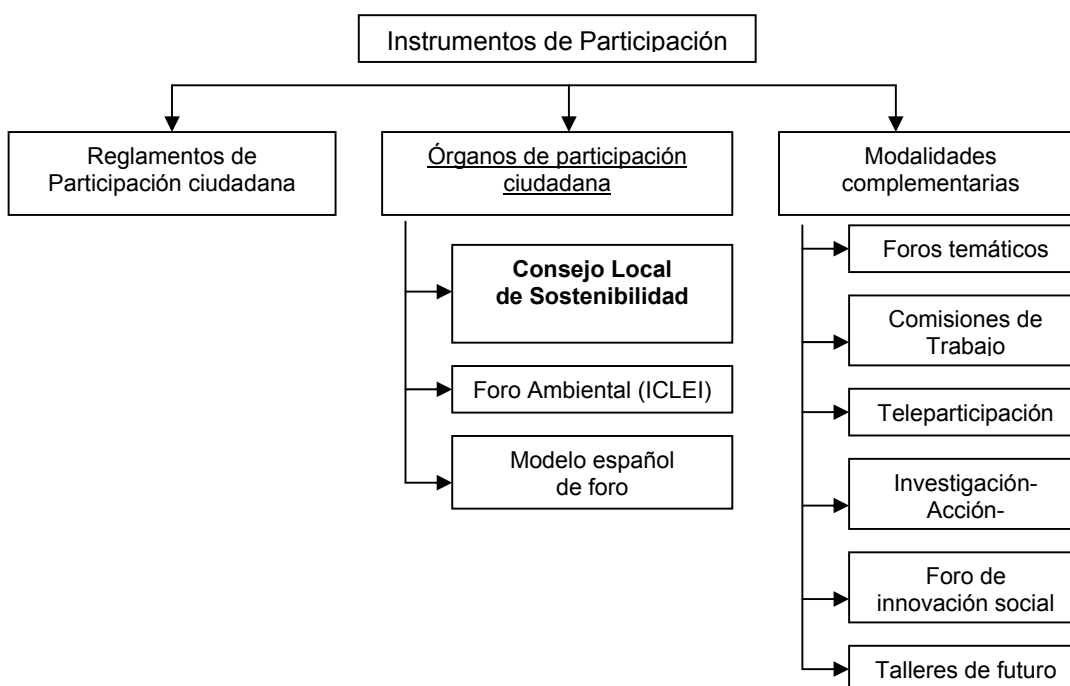 Instrumentos de Participación
Reglamentos de
Participación ciudadana
Órganos de participación
ciudadana
Consejo Local
de Sostenibilidad
Foro Ambiental (ICLEI)
Modelo español
de foro
Modalidades
complementarias
Foros temáticos
Comisiones de
Trabajo
Teleparticipación
Investigación-
Acción-
Foro de
innovación social
Talleres de futuro